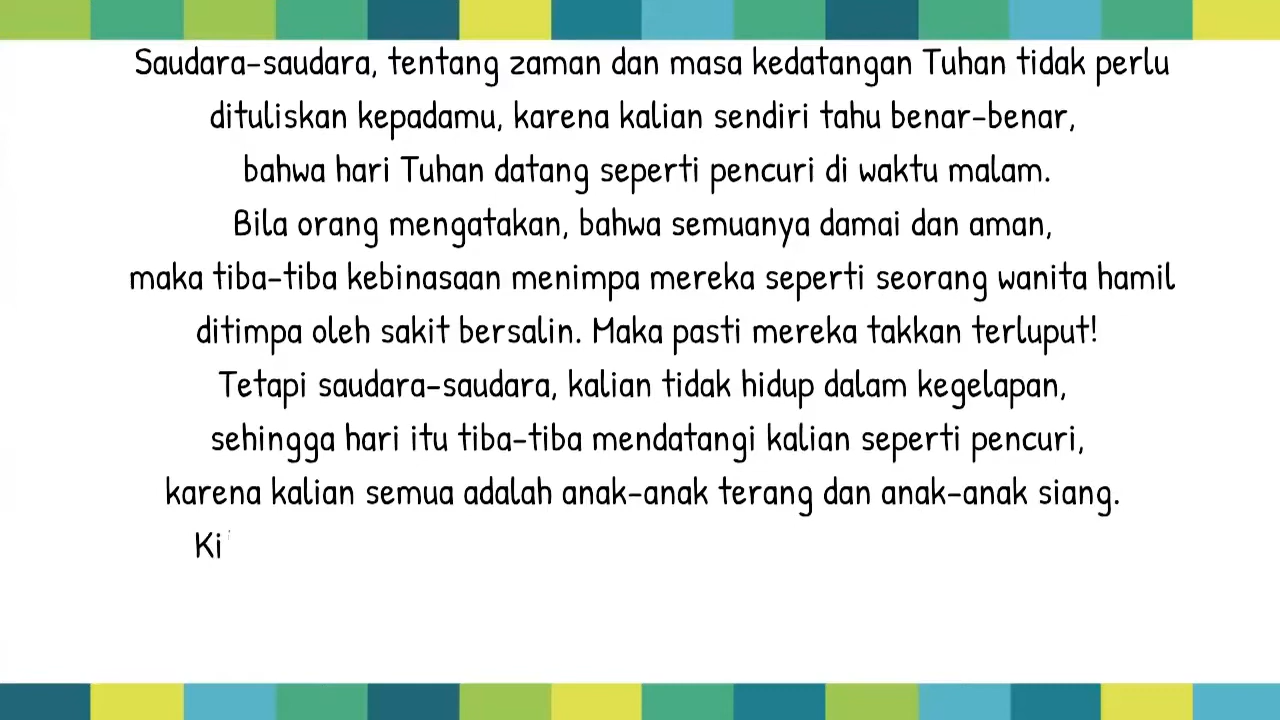 Saudara-saudara, tentang zaman dan masa kedatangan Tuhan tidak perlu
dituliskan kepadamu, karena kalian sendiri tahu benar-benar,
bahwa hari Tuhan datang seperti pencuri di waktu malam.
Bila orang mengatakan, bahwa semuanya damai dan aman,
maka tiba-tiba kebinasaan menimpa mereka seperti seorang wanita hamil
ditimpa oleh sakit bersalin. Maka pasti mereka takkan terluput!
Tetapi saudara-saudara, kalian tidak hidup dalam kegelapan,
sehingga hari itu tiba-tiba mendatangi kalian seperti pencuri,
karena kalian semua adalah anak-anak terang dan anak-anak siang.
Ki